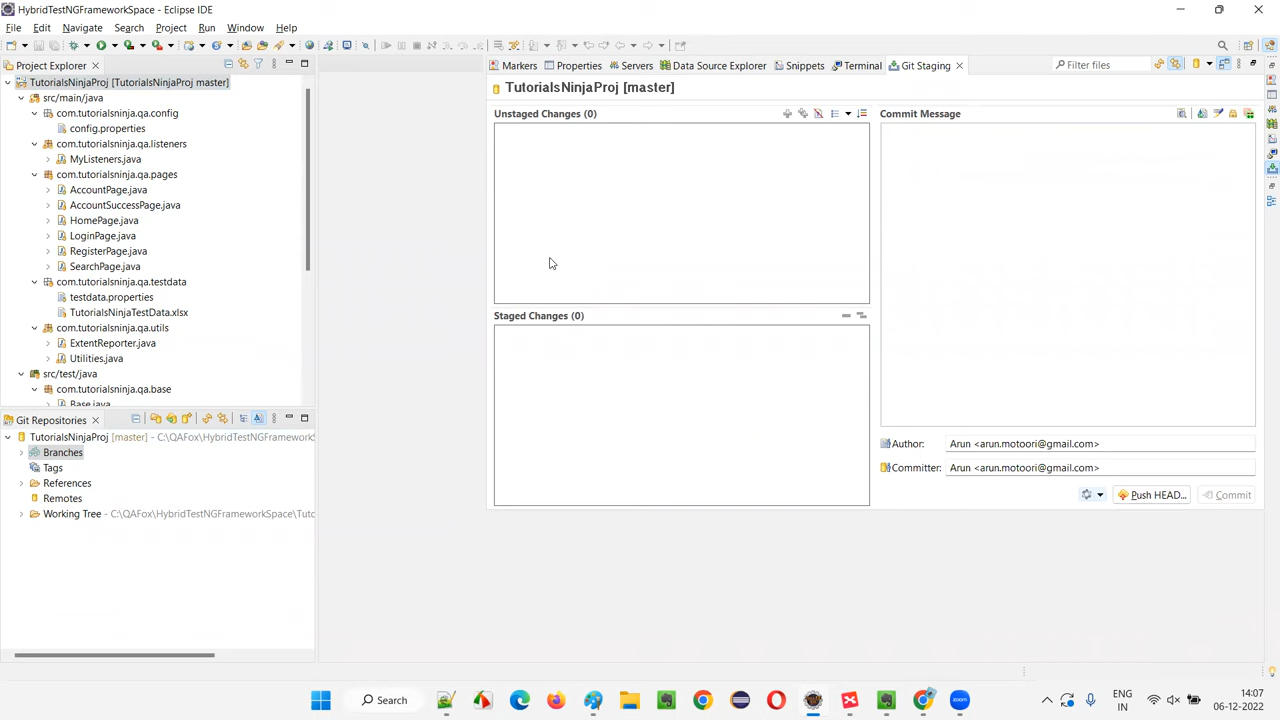 HybridTestNGFrameworkSpace - Eclipse IDE
File Edit Navigate Search Project Run Window Help
Project Explorer
TutorialsNinjaProj [TutorialsNinjaProj master]
src/main/java
com.tutorialsninja.qa.config
config.properties
com.tutorialsninja.qa.listeners
MyListeners.java
com.tutorialsninja.qa.pages
AccountPage.java
AccountSuccessPage.java
HomePage.java
LoginPage.java
RegisterPage.java
SearchPage.java
com.tutorialsninja.qa.testdata
testdata.properties
TutorialsNinjaTestData.xlsx
com.tutorialsninja.qa.utils
ExtentReporter.java
Utilities.java
src/test/java
com.tutorialsninja.qa.base
Base.java
Git Repositories
TutorialsNinjaProj [master] - C:\QAFox\HybridTestNGFrameworkS
Branches
Tags
References
Remotes
Working Tree - C:\QAFox\HybridTestNGFrameworkSpace\Tuto
Markers Properties Servers Data Source Explorer Snippets Terminal Git Staging Filter files
TutorialsNinjaProj [master]
Unstaged Changes (0)
Staged Changes (0)
Commit Message
Author: Arun <arun.motoori@gmail.com>
Committer: Arun <arun.motoori@gmail.com>
Push HEAD... Commit
Search
ENG
IN
14:07
06-12-2022